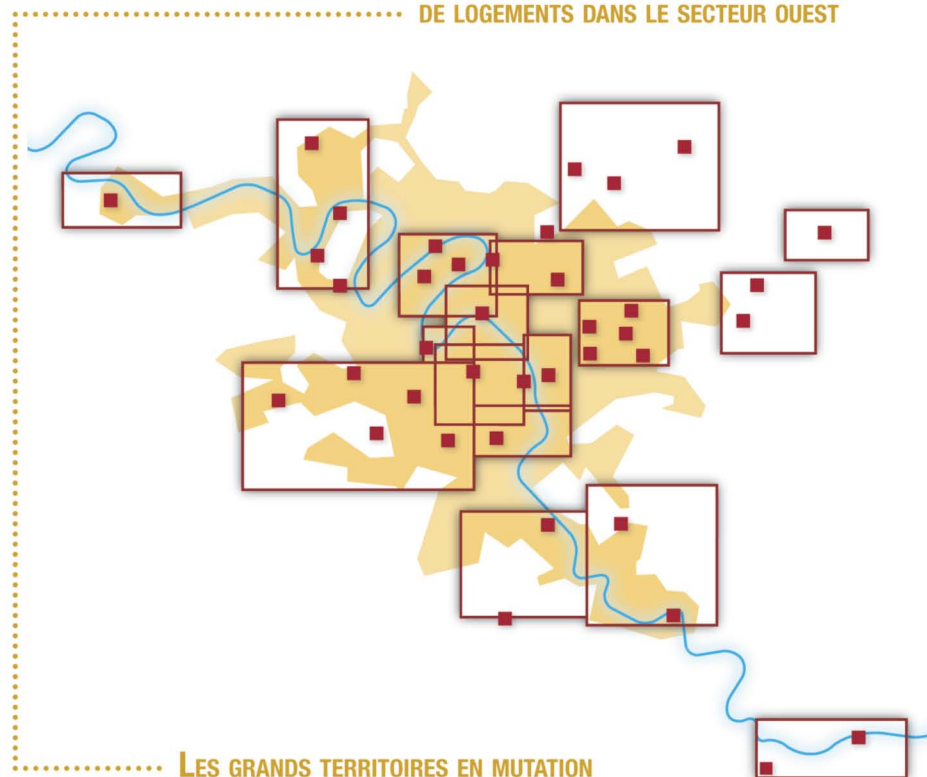 DE LOGEMENTS DANS LE SECTEUR OUEST
LES GRANDS TERRITOIRES EN MUTATION